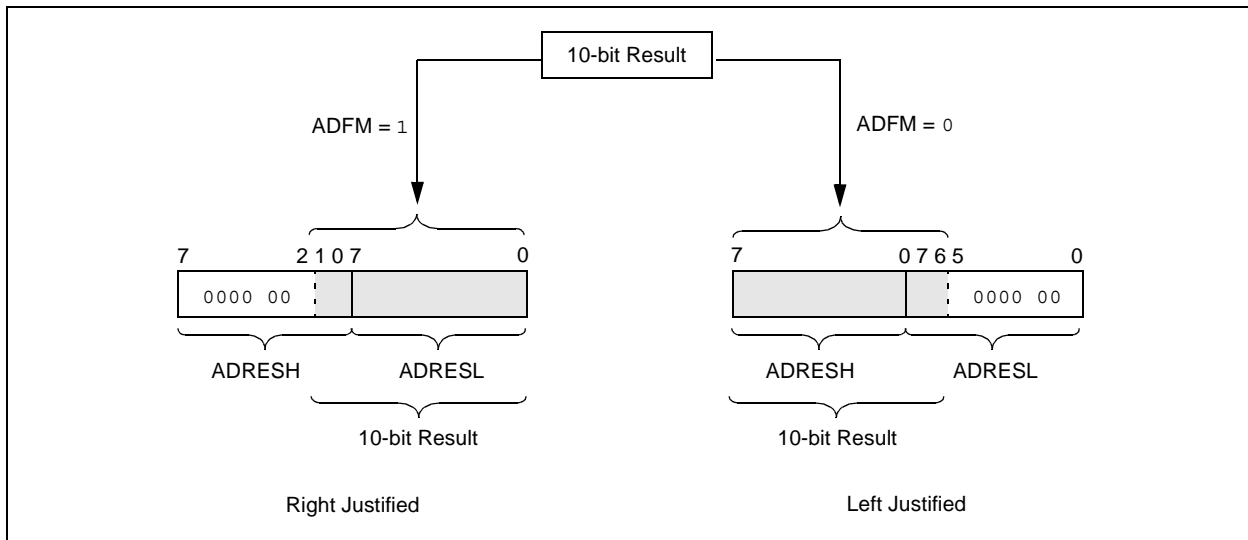 10-bit Result
ADFM = 1
ADFM = 0
7 2 1 0 7 0
0000 00
ADRESH ADRESL
10-bit Result
Right Justified
7 0 7 6 5 0
0000 00
ADRESH ADRESL
10-bit Result
Left Justified